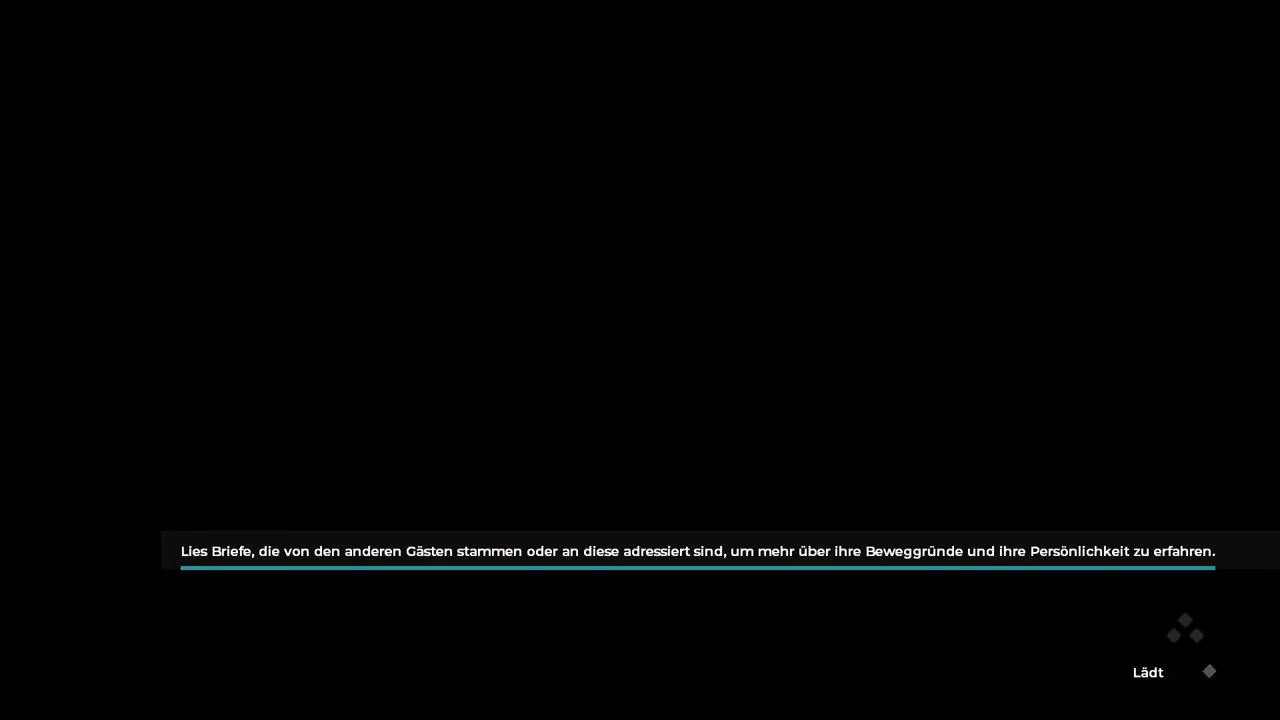 Lies Briefe, die von den anderen Gästen stammen oder an diese adressiert sind, um mehr über ihre Beweggründe und ihre Persönlichkeit zu erfahren.
Lädt